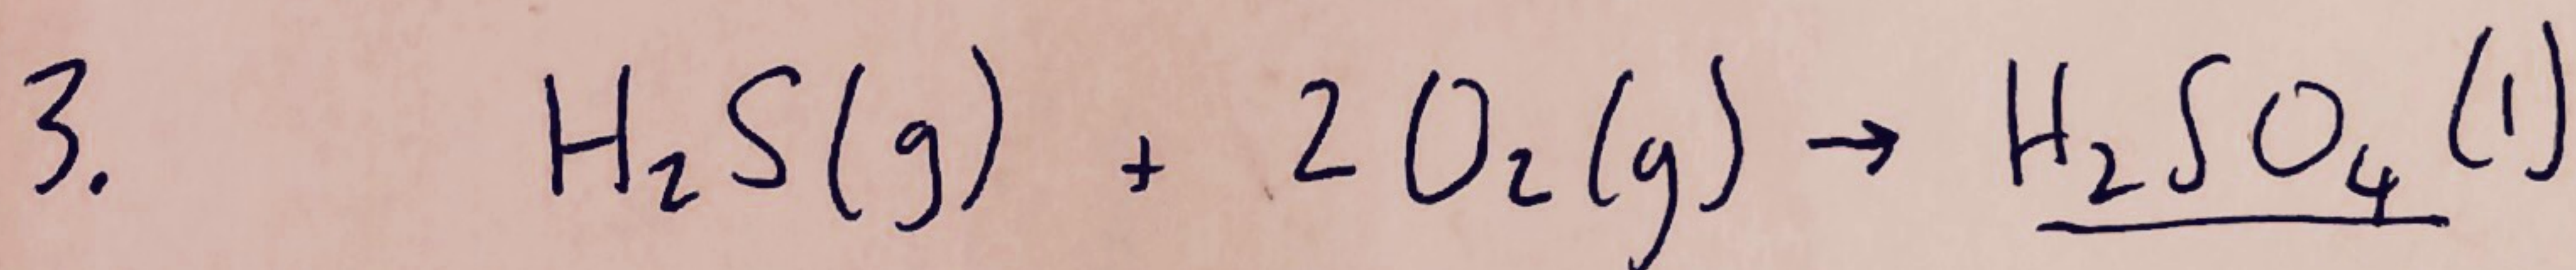 3. H₂S(g) + 2O₂(g) → H₂SO₄(l)